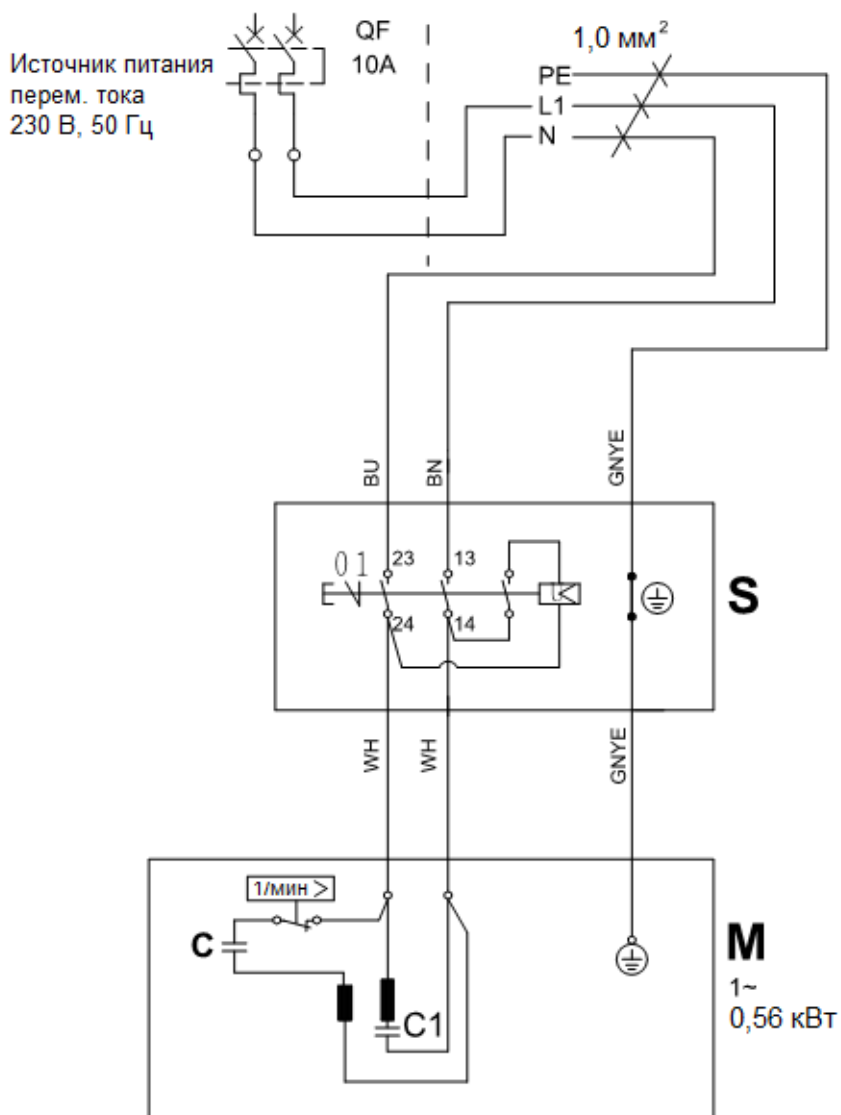 Источник питания
перем. тока
230 В, 50 Гц
QF
10А
1,0 мм²
PE
L1
N
BU
BN
GNYE
0 1
23
13
24
14
S
WH
WH
GNYE
1/мин >
C
C1
M
1~
0,56 кВт